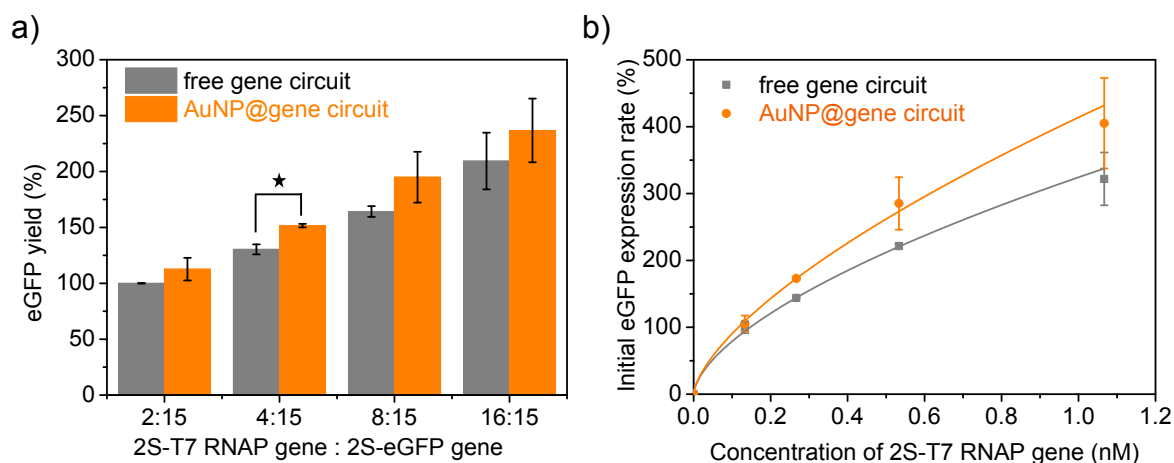 a)
300
250
200
150
100
50
0
eGFP yield (%)
free gene circuit
AuNP@gene circuit
★
2:15 4:15 8:15 16:15
2S-T7 RNAP gene : 2S-eGFP gene
b)
500
400
300
200
100
0
Initial eGFP expression rate (%)
free gene circuit
AuNP@gene circuit
0.0 0.2 0.4 0.6 0.8 1.0 1.2
Concentration of 2S-T7 RNAP gene (nM)